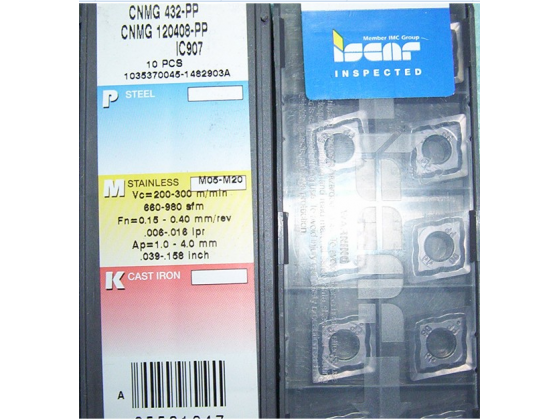 CNMG 432-PP
CNMG 120408-PP
IC907
10 PCS
1035370045-1482903A
P STEEL
M STAINLESS M05-M20
Vc=200-300 m/min
660-980 sfm
Fn=0.15 - 0.40 mm/rev
.006-.016 ipr
Ap=1.0 - 4.0 mm
.039-.158 inch
K CAST IRON
A
Member IMC Group
iscar
INSPECTED
PUSH